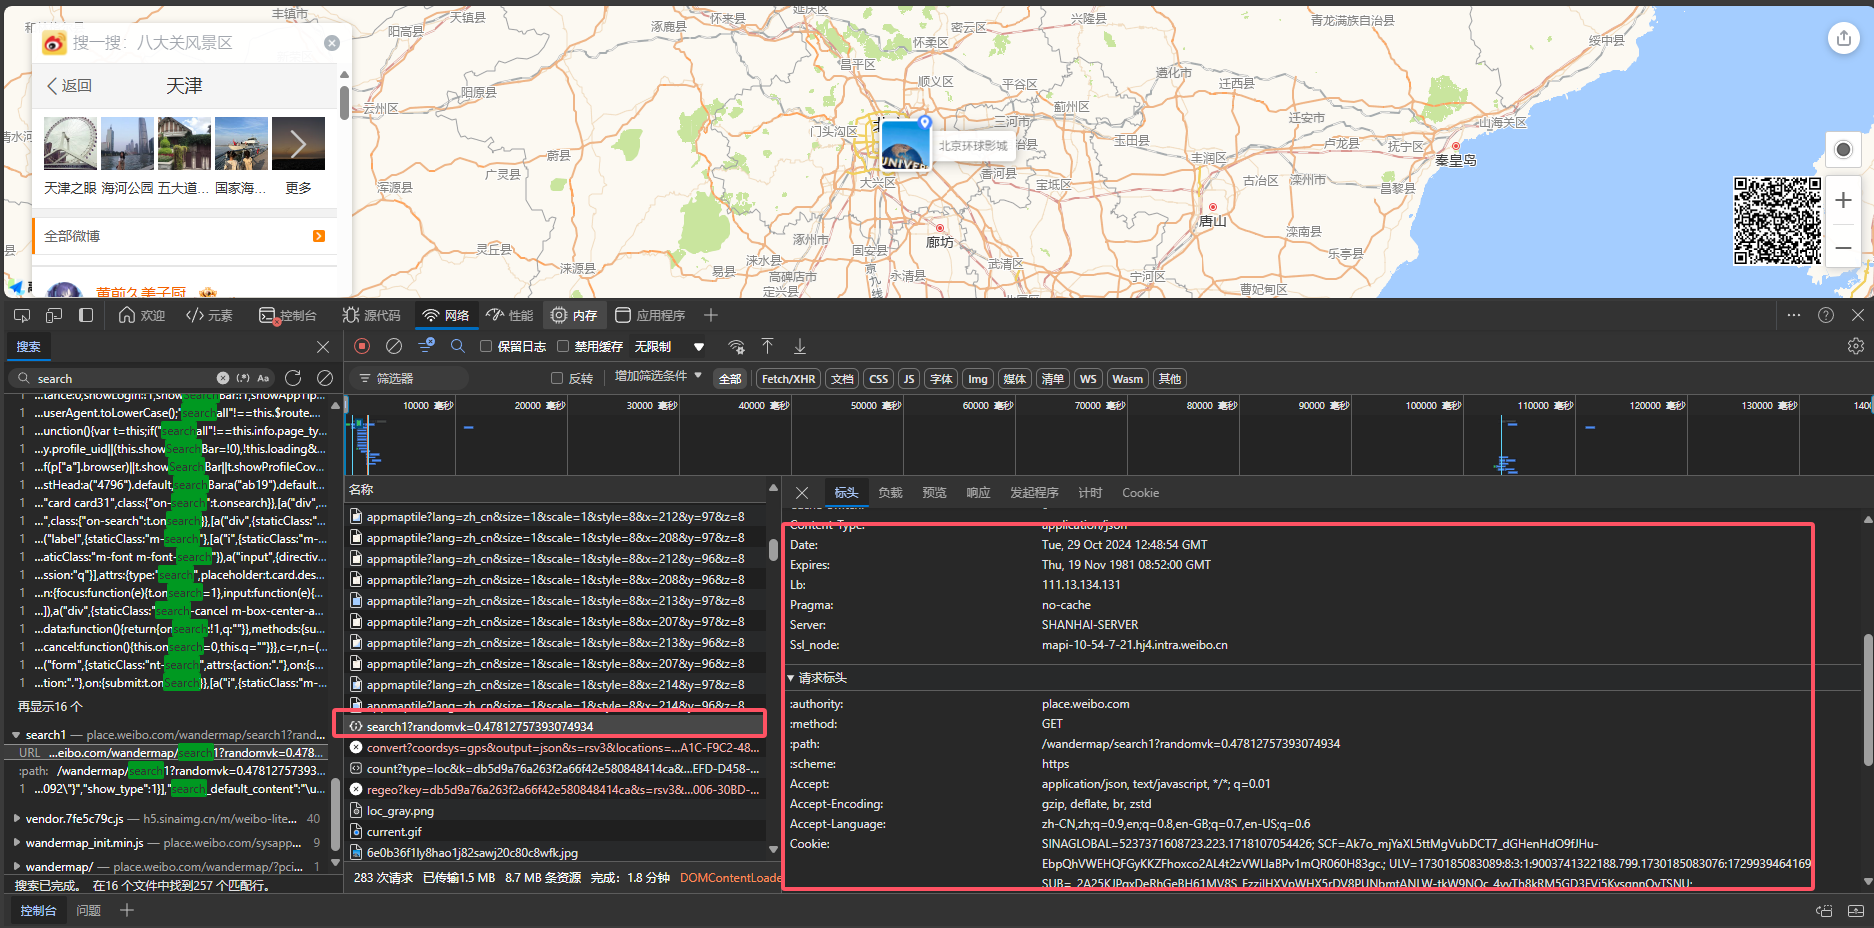 搜一搜：八大关风景区
返回
天津
天津之眼 海河公园 五大道... 国家海... 更多
全部微博
黄前久美子厨
丰镇市
天镇县
阳高县
涿鹿县
怀来县
延庆区
密云区
兴隆县
青龙满族自治县
绥中县
怀柔区
昌平区
顺义区
平谷区
遵化市
迁西县
阳原县
云州区
蓟州区
门头沟区
三河市
迁安市
山海关区
清水河
蔚县
UNIVER
北京环球影城
玉田县
卢龙县
抚宁区
秦皇岛
广灵县
浑源县
大兴区
香河县
宝坻区
丰润区
古冶区
滦州市
昌黎县
唐山
涿州市
固安县
廊坊
武清区
滦南县
乐亭县
灵丘县
涞源县
涞水县
易县
高碑店市
定兴县
永清县
宁河区
曹妃甸区
欢迎 元素 控制台 源代码 网络 性能 内存 应用程序
搜索
保留日志 禁用缓存 无限制
search
Aa
筛选器 反转 增加筛选条件 全部 Fetch/XHR 文档 CSS JS 字体 Img 媒体 清单 WS Wasm 其他
10000 毫秒 20000 毫秒 30000 毫秒 40000 毫秒 50000 毫秒 60000 毫秒 70000 毫秒 80000 毫秒 90000 毫秒 100000 毫秒 110000 毫秒 120000 毫秒 130000 毫秒
...tance:0,showLogin:!1,showSearchBar:!1,showAppTip...
...userAgent.toLowerCase();"searchall"!==this.$route....
1 ...unction(){var t=this;if("searchall"!==this.info.page_ty...
1 ...y.profile_uid||(this.showSearchBar=!0),!this.loading&...
1 ...f(p["a"].browser)||t.showSearchBar||t.showProfileCov...
1 ...stHead:a("4796").default,searchBar:a("ab19").default...
1 ..."card card31",class:{"on-search":t.onsearch}},[a("div",...
1 ...",class:{"on-search":t.onsearch}},[a("div",{staticClass:"...
1 ...("label",{staticClass:"m-search"},[a("i",{staticClass:"m-...
1 ...aticClass:"m-font m-font-search"}),a("input",{directiv...
1 ...ssion:"q"}],attrs:{type:"search",placeholder:t.card.des...
1 ...n:{focus:function(e){t.onsearch=1},input:function(e){...
1 ...]),a("div",{staticClass:"search-cancel m-box-center-a...
1 ...data:function(){return{onsearch:!1,q:""}},methods:{su...
1 ...cancel:function(){this.onsearch=0,this.q=""}}},c=r,n=(...
1 ...("form",{staticClass:"nt-search",attrs:{action:"."},on:{s...
1 ...tion:"."},on:{submit:t.onSearch}},[a("i",{staticClass:"m-...
再显示16 个
search1 — place.weibo.com/wandermap/search1?rand...
URL ...eibo.com/wandermap/search1?randomvk=0.478...
:path: /wandermap/search1?randomvk=0.47812757393...
1 ...092\"}","show_type":1}],"search_default_content":"\u...
vendor.7fe5c79c.js — h5.sinaimg.cn/m/weibo-lite... 40
wandermap_init.min.js — place.weibo.com/sysapp... 9
wandermap/ — place.weibo.com/wandermap/?pci... 1
搜索已完成。 在16 个文件中找到257 个匹配行。
名称
appmaptile?lang=zh_cn&size=1&scale=1&style=8&x=212&y=97&z=8
appmaptile?lang=zh_cn&size=1&scale=1&style=8&x=208&y=97&z=8
appmaptile?lang=zh_cn&size=1&scale=1&style=8&x=212&y=96&z=8
appmaptile?lang=zh_cn&size=1&scale=1&style=8&x=208&y=96&z=8
appmaptile?lang=zh_cn&size=1&scale=1&style=8&x=213&y=97&z=8
appmaptile?lang=zh_cn&size=1&scale=1&style=8&x=207&y=97&z=8
appmaptile?lang=zh_cn&size=1&scale=1&style=8&x=213&y=96&z=8
appmaptile?lang=zh_cn&size=1&scale=1&style=8&x=207&y=96&z=8
appmaptile?lang=zh_cn&size=1&scale=1&style=8&x=214&y=97&z=8
appmaptile?lang=zh_cn&size=1&scale=1&style=8&x=214&y=96&z=8
search1?randomvk=0.47812757393074934
convert?coordsys=gps&output=json&s=rsv3&locations=...A1C-F9C2-48...
count?type=loc&k=db5d9a76a263f2a66f42e580848414ca&...EFD-D458-...
regeo?key=db5d9a76a263f2a66f42e580848414ca&s=rsv3&...006-30BD-...
loc_gray.png
current.gif
6e0b36f1ly8hao1j82sawj20c80c8wfk.jpg
283 次请求 已传输1.5 MB 8.7 MB 条资源 完成：1.8 分钟 DOMContentLoade
标头 负载 预览 响应 发起程序 计时 Cookie
Content-Type: application/json
Date: Tue, 29 Oct 2024 12:48:54 GMT
Expires: Thu, 19 Nov 1981 08:52:00 GMT
Lb: 111.13.134.131
Pragma: no-cache
Server: SHANHAI-SERVER
Ssl_node: mapi-10-54-7-21.hj4.intra.weibo.cn
请求标头
:authority: place.weibo.com
:method: GET
:path: /wandermap/search1?randomvk=0.47812757393074934
:scheme: https
Accept: application/json, text/javascript, */*; q=0.01
Accept-Encoding: gzip, deflate, br, zstd
Accept-Language: zh-CN,zh;q=0.9,en;q=0.8,en-GB;q=0.7,en-US;q=0.6
Cookie: SINAGLOBAL=5237371608723.223.1718107054426; SCF=Ak7o_mjYaXL5ttMgVubDCT7_dGHenHdO9fJHu-
EbpQhVWEHQFGyKKZFhoxco2AL4t2zVWLIaBPv1mQR060H83gc.; ULV=1730185083089:8:3:1:9003741322188.799.1730185083076:1729939464169
控制台 问题